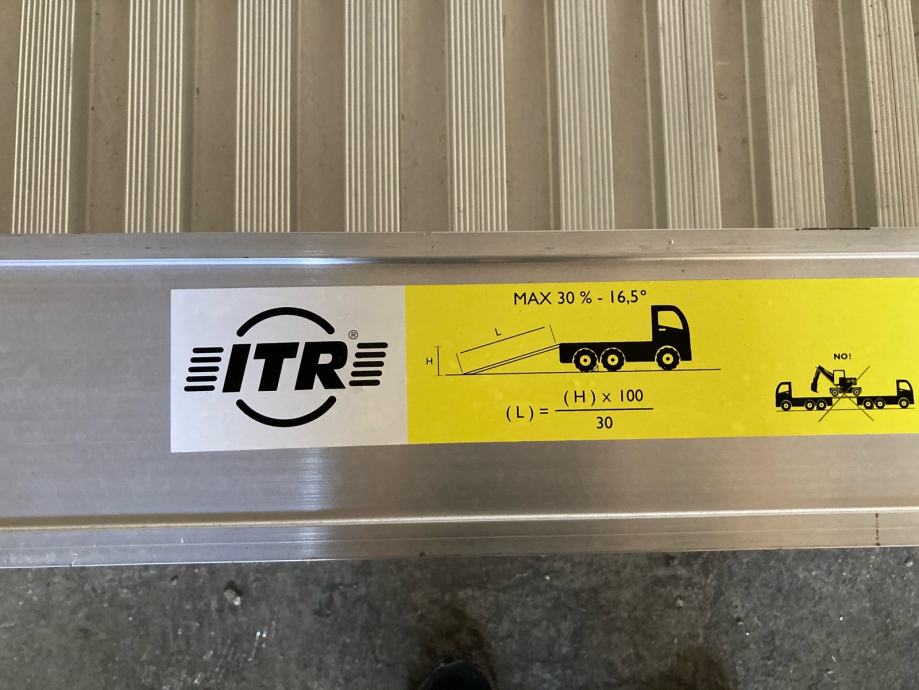 ITR®
MAX 30 % - 16,5°
L
H
(L) = (H) x 100
30
NO!